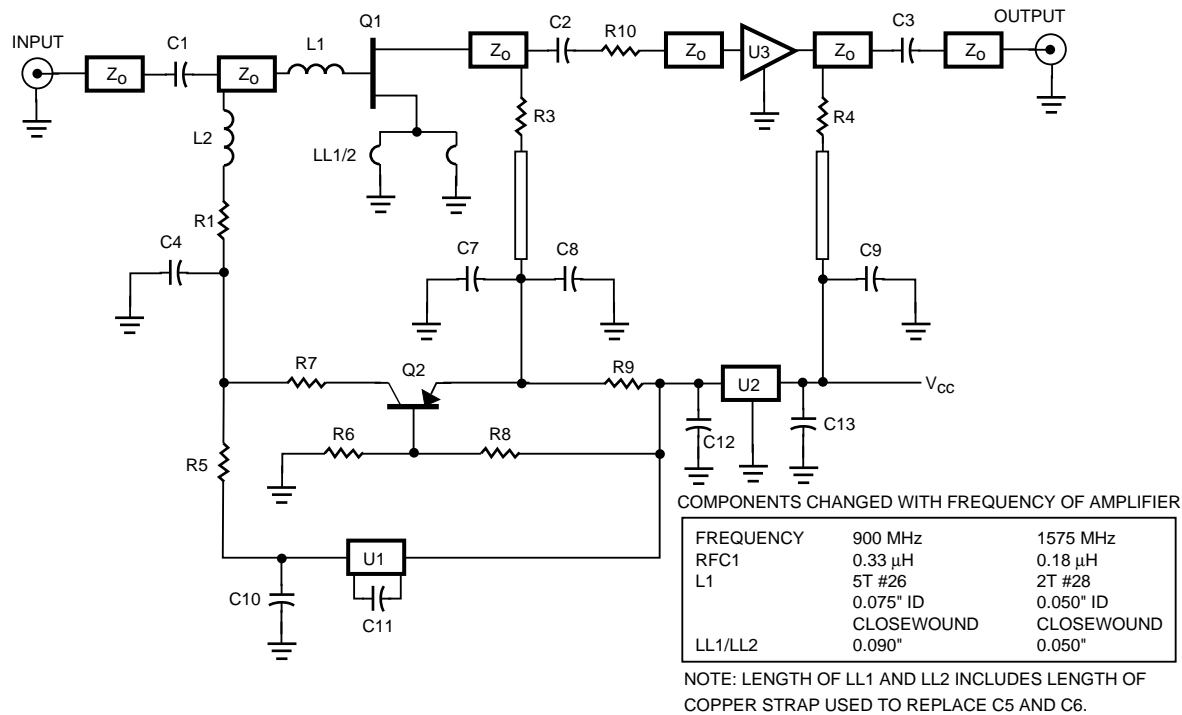 INPUT
C1
L1
Q1
C2
R10
C3
OUTPUT
Zo
Zo
Zo
Zo
U3
Zo
Zo
L2
LL1/2
R3
R4
R1
C4
C7
C8
C9
R7
Q2
R9
U2
VCC
R5
R6
R8
C12
C13
C10
U1
C11
COMPONENTS CHANGED WITH FREQUENCY OF AMPLIFIER
FREQUENCY 900 MHz 1575 MHz
RFC1 0.33 μH 0.18 μH
L1 5T #26 2T #28
0.075" ID 0.050" ID
CLOSEWOUND CLOSEWOUND
LL1/LL2 0.090" 0.050"
NOTE: LENGTH OF LL1 AND LL2 INCLUDES LENGTH OF
COPPER STRAP USED TO REPLACE C5 AND C6.